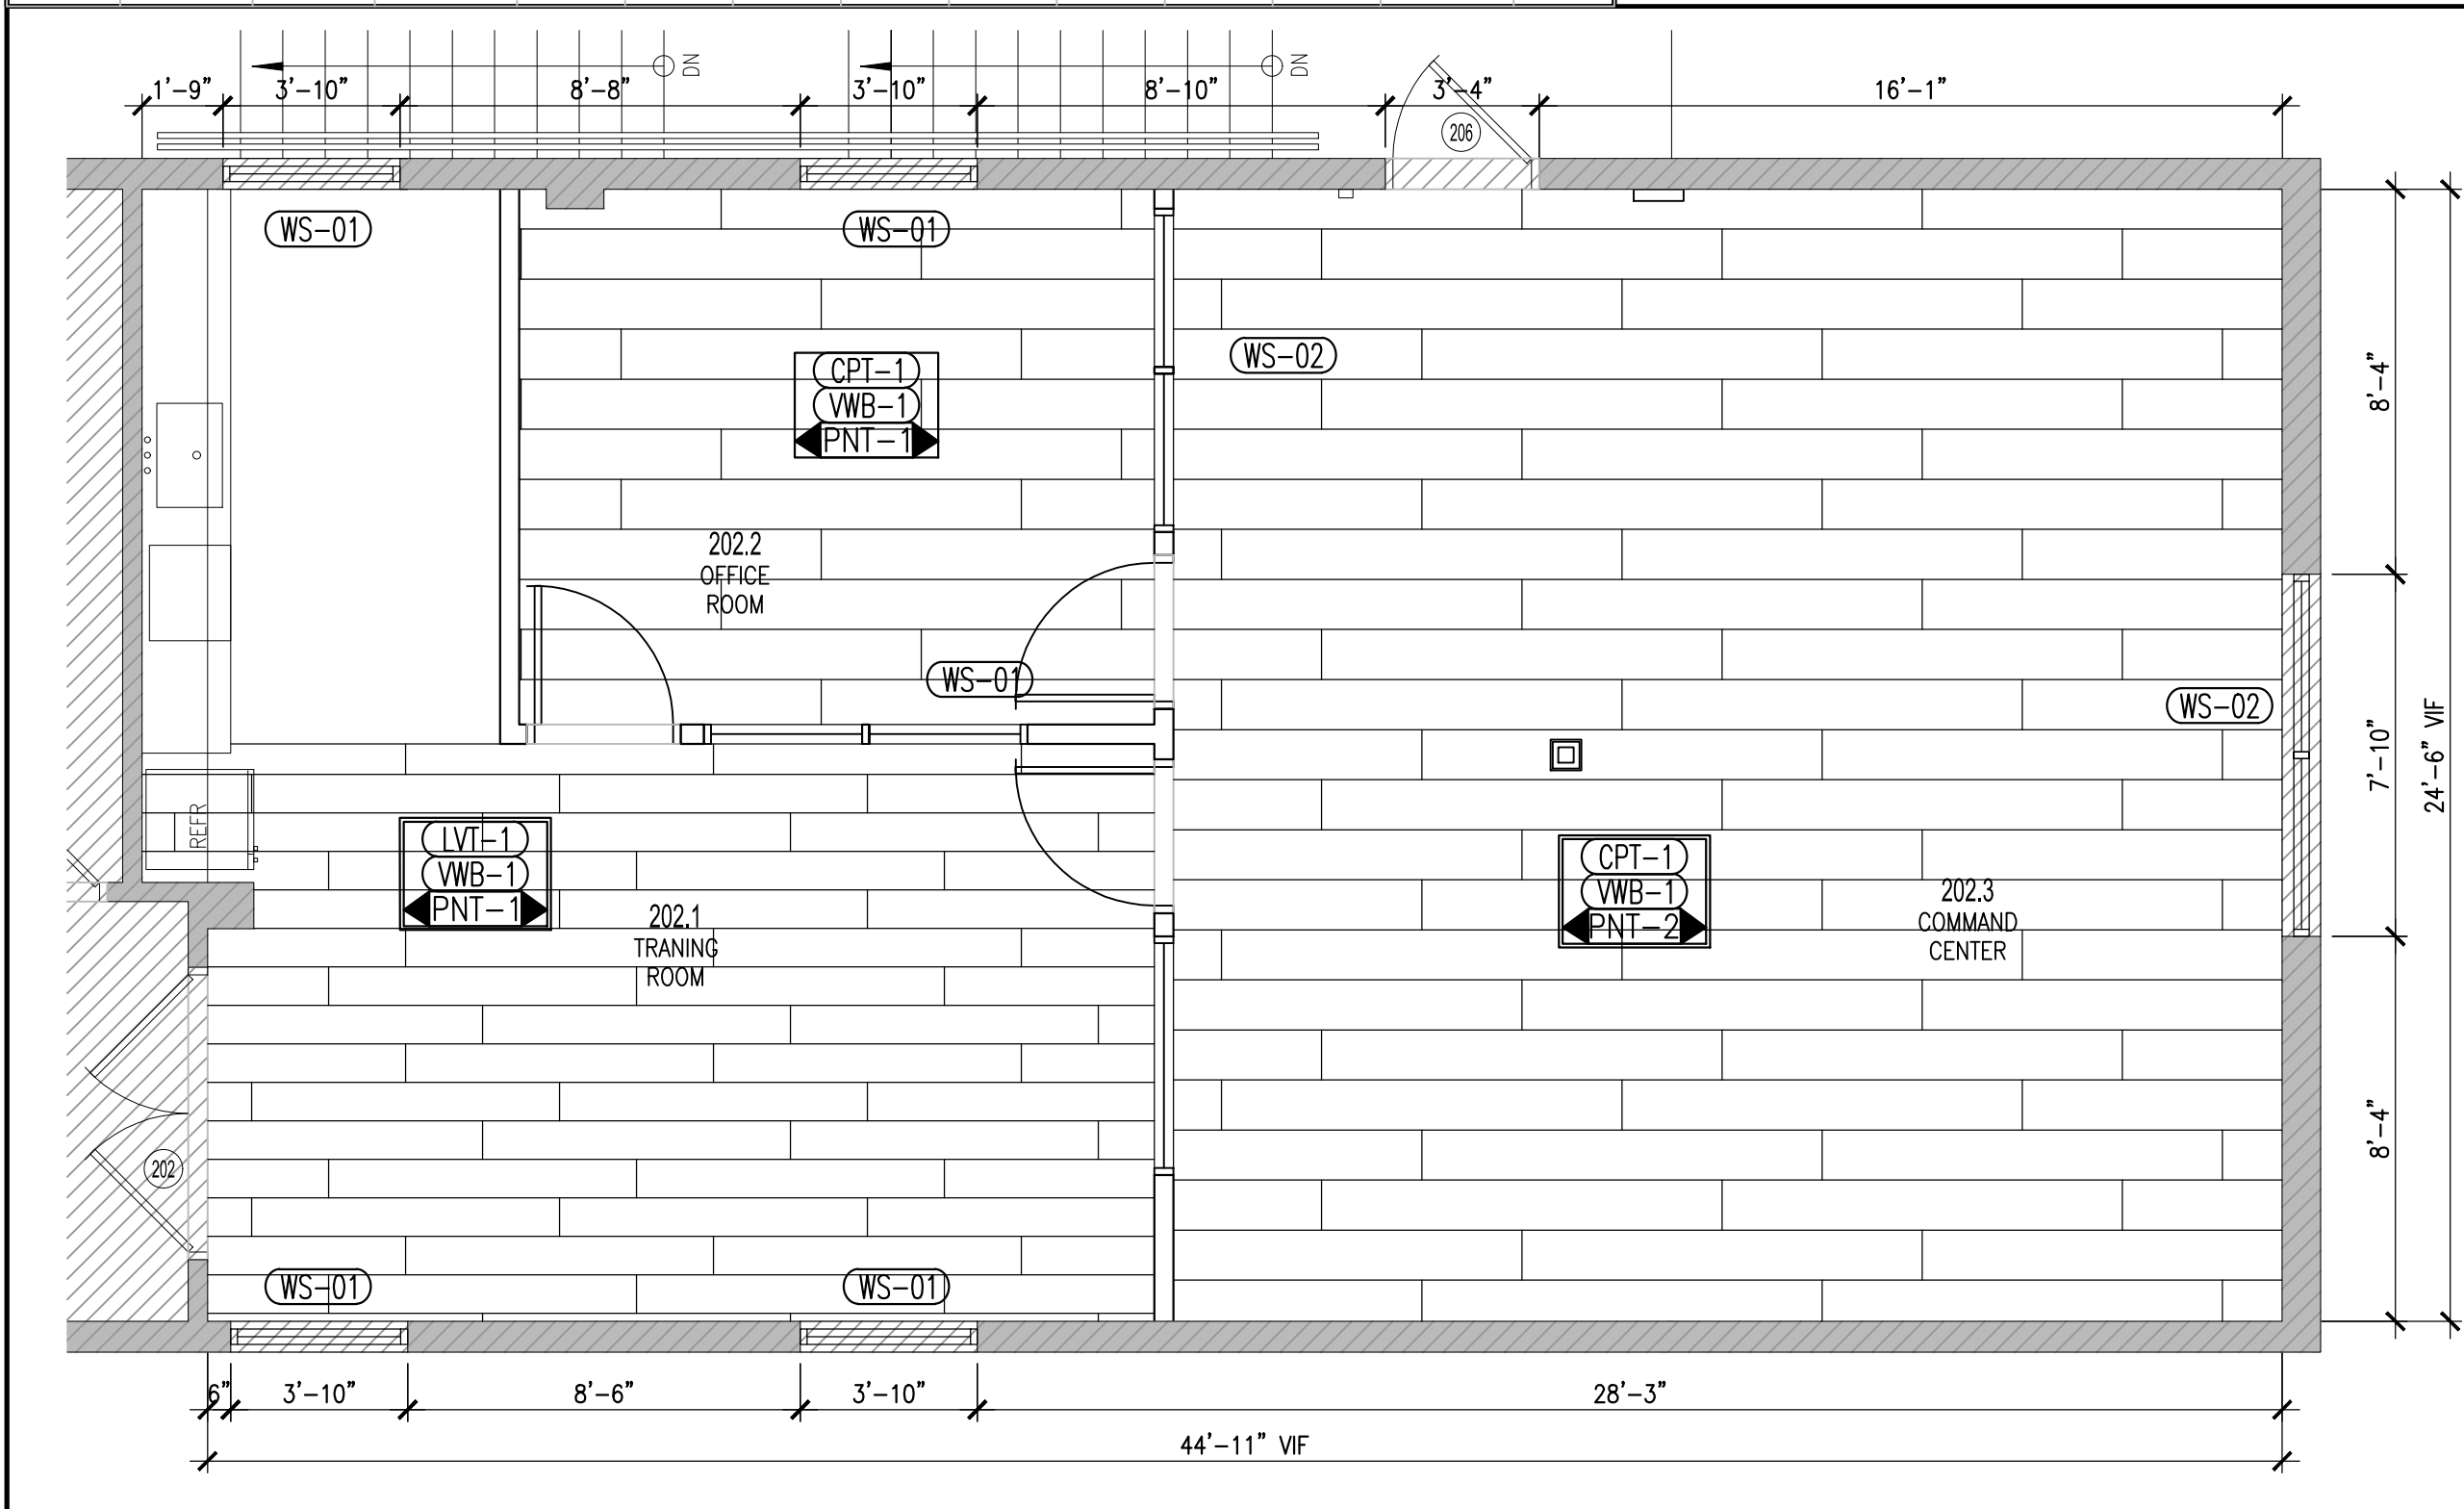 DN
DN
1'-9"
3'-10"
8'-8"
3'-10"
8'-10"
3'-4"
16'-1"
206
WS-01
WS-01
WS-02
CPT-1
VWB-1
PNT-1
8'-4"
202.2
OFFICE
ROOM
WS-01
WS-02
7'-10"
24'-6" VIF
REFR
LVT-1
VWB-1
PNT-1
CPT-1
VWB-1
PNT-2
202.1
TRANING
ROOM
202.3
COMMAND
CENTER
8'-4"
202
WS-01
WS-01
6"
3'-10"
8'-6"
3'-10"
28'-3"
44'-11" VIF